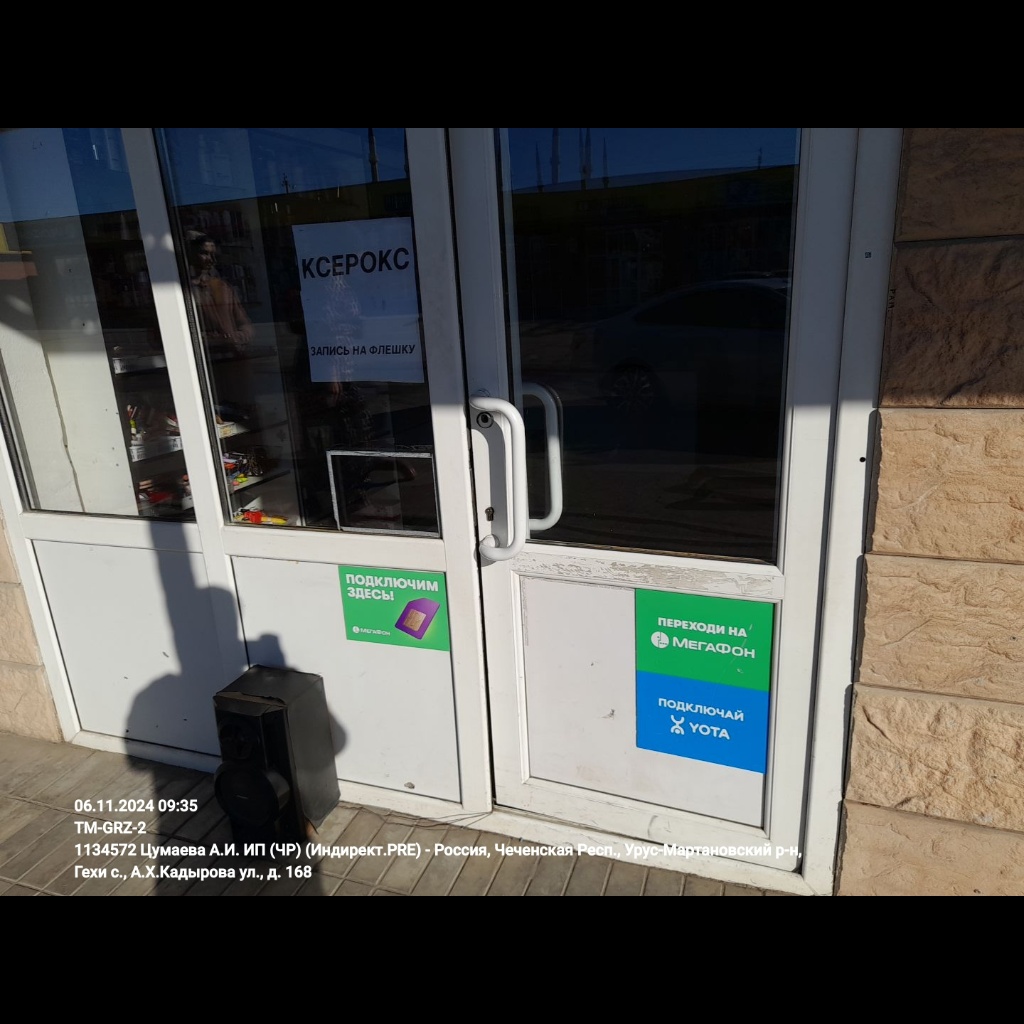 КСЕРОКС
ЗАПИСЬ НА ФЛЕШКУ
ПОДКЛЮЧИМ
ЗДЕСЬ!
МЕГАФОН
ПЕРЕХОДИ НА
МЕГАФОН
ПОДКЛЮЧАЙ
YOTA
06.11.2024 09:35
TM-GRZ-2
1134572 Цумаева А.И. ИП (ЧР) (Индирект.PRE) - Россия, Чеченская Респ., Урус-Мартановский р-н,
Гехи с., А.Х.Кадырова ул., д. 168